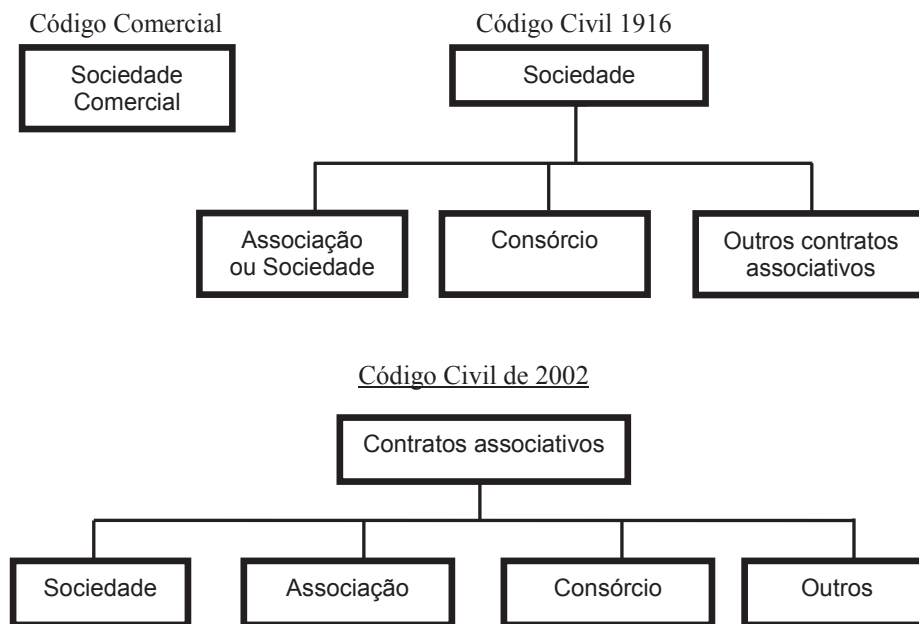 Código Comercial
Código Civil 1916
Sociedade
Comercial
Sociedade
Associação
ou Sociedade
Consórcio
Outros contratos
associativos
Código Civil de 2002
Contratos associativos
Sociedade
Associação
Consórcio
Outros